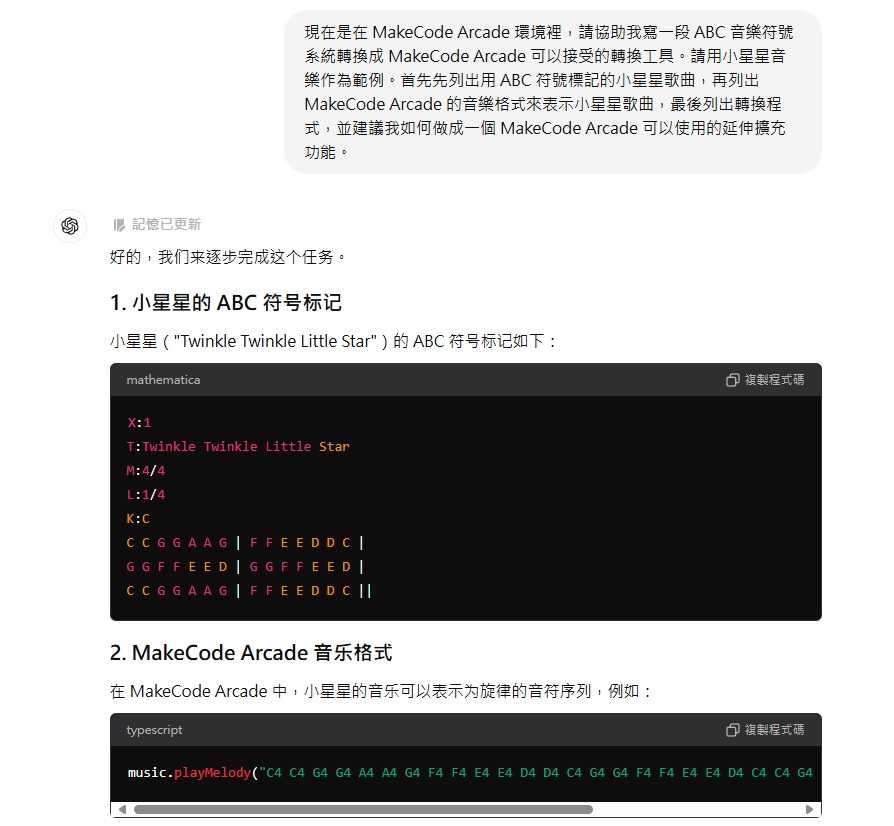 現在是在 MakeCode Arcade 環境裡，請協助我寫一段 ABC 音樂符號
系統轉換成 MakeCode Arcade 可以接受的轉換工具。請用小星星音
樂作為範例。首先先列出用 ABC 符號標記的小星星歌曲，再列出
MakeCode Arcade 的音樂格式來表示小星星歌曲，最後列出轉換程
式，並建議我如何做成一個 MakeCode Arcade 可以使用的延伸擴充
功能。
記憶已更新
好的，我们来逐步完成这个任务。
1. 小星星的 ABC 符号标记
小星星（"Twinkle Twinkle Little Star"）的 ABC 符号标记如下：
mathematica
複製程式碼
X:1
T:Twinkle Twinkle Little Star
M:4/4
L:1/4
K:C
C C G G A A G | F F E E D D C |
G G F F E E D | G G F F E E D |
C C G G A A G | F F E E D D C ||
2. MakeCode Arcade 音乐格式
在 MakeCode Arcade 中，小星星的音乐可以表示为旋律的音符序列，例如：
typescript
複製程式碼
music.playMelody("C4 C4 G4 G4 A4 A4 G4 F4 F4 E4 E4 D4 D4 C4 G4 G4 F4 F4 E4 E4 D4 C4 C4 G4